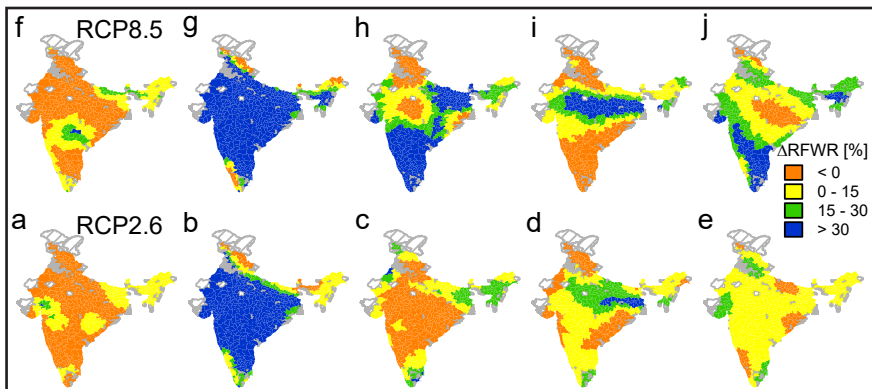 f RCP8.5 g h i j
ΔRFWR [%]
< 0
0 - 15
15 - 30
> 30
a RCP2.6 b c d e